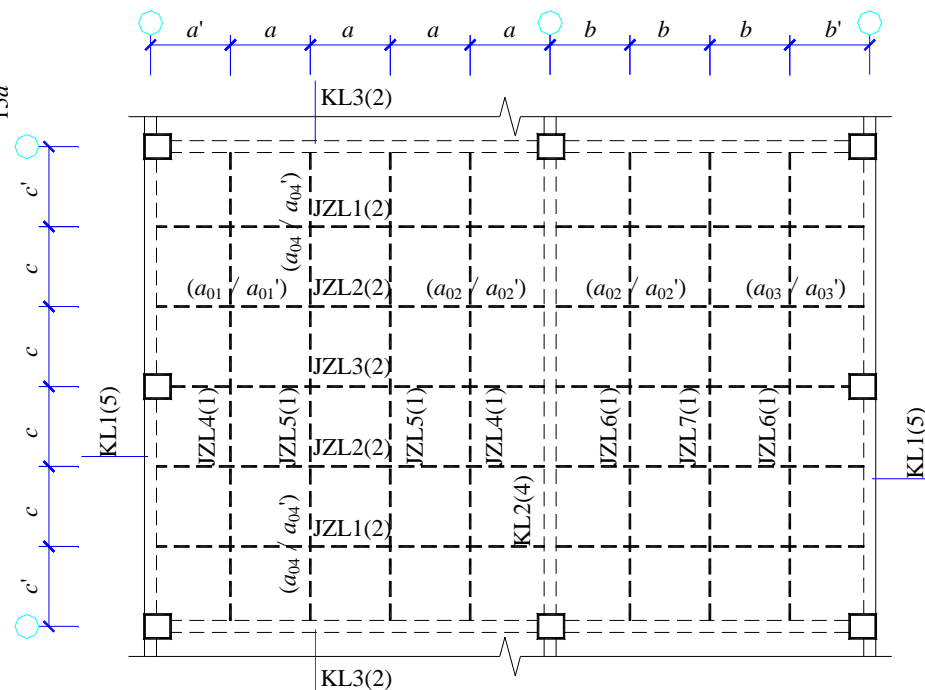 a' a a a a b b b b'
15a
KL3(2)
c'
c
c
c
c
c'
(a04 / a04')
JZL1(2)
(a01 / a01') JZL2(2) (a02 / a02') (a02 / a02') (a03 / a03')
JZL3(2)
KL1(5)
JZL4(1)
JZL5(1)
JZL5(1)
JZL4(1)
JZL6(1)
JZL7(1)
JZL6(1)
KL1(5)
JZL2(2)
KL2(4)
(a04 / a04')
JZL1(2)
KL3(2)